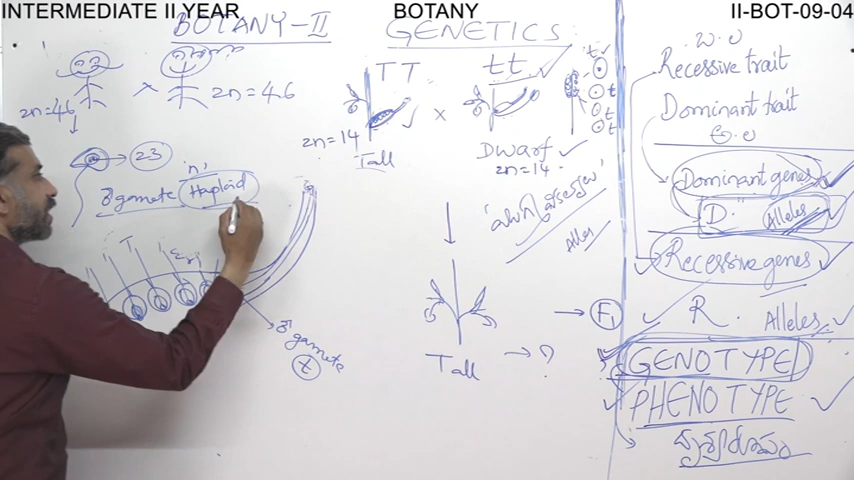 INTERMEDIATE II YEAR
BOTANY
II-BOT-09-04
BOTANY-II
GENETICS
2n=46
×
2n=46
23
'n'
♂gamete
Haploid
T
♂gamete
t
TT
tt
×
2n=14
Tall
Dwarf
2n=14
t
t
t
t
Alles
Tall → ?
→ F1
Recessive trait
Dominant trait
Dominant genes
D. Alleles
Recessive genes
R. Alleles
GENOTYPE
PHENOTYPE